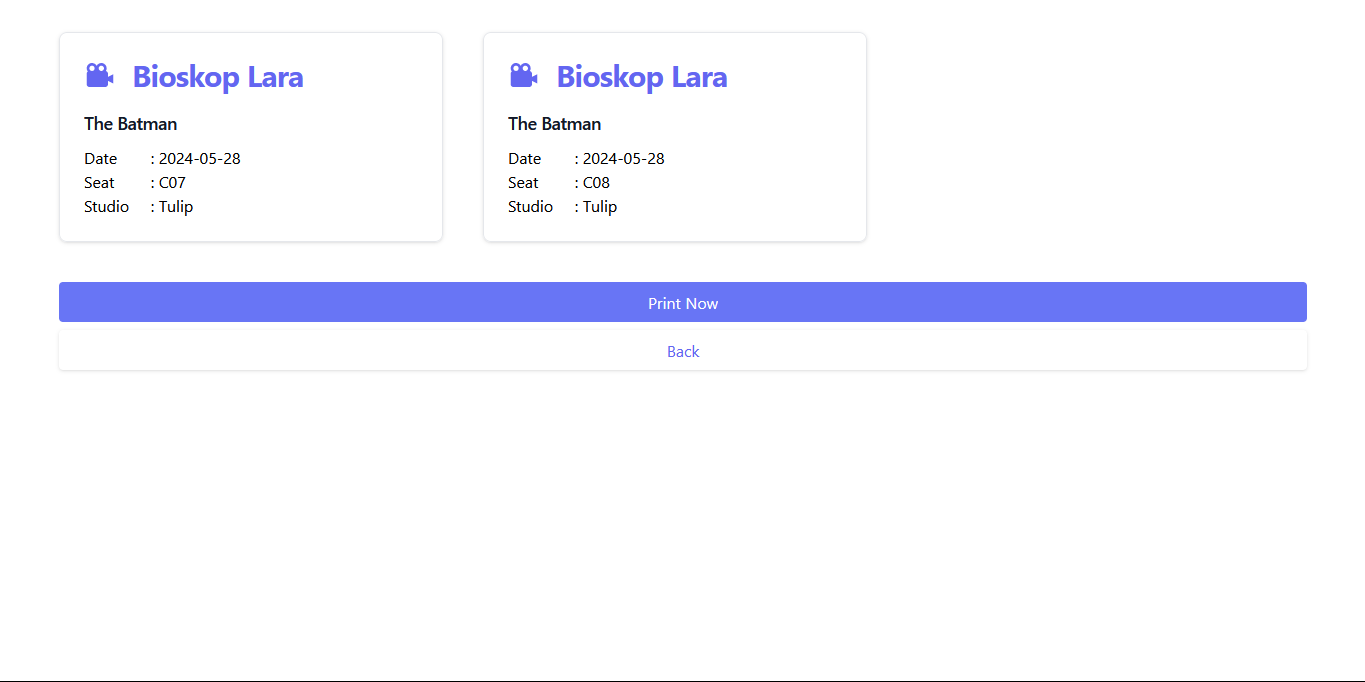 Bioskop Lara
The Batman
Date : 2024-05-28
Seat : C07
Studio : Tulip
Bioskop Lara
The Batman
Date : 2024-05-28
Seat : C08
Studio : Tulip
Print Now
Back